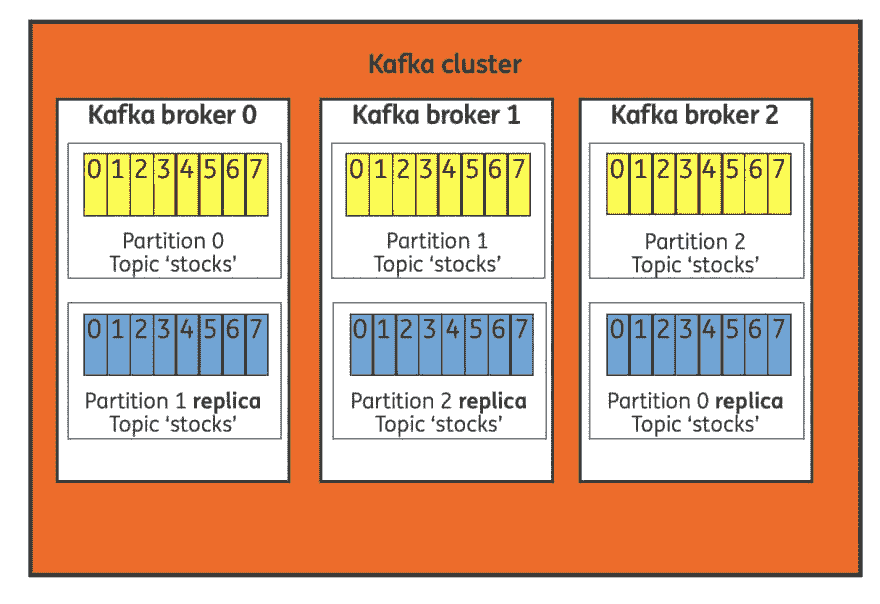 Kafka cluster
Kafka broker 0
0 1 2 3 4 5 6 7
Partition 0
Topic ‘stocks’
0 1 2 3 4 5 6 7
Partition 1 replica
Topic ‘stocks’
Kafka broker 1
0 1 2 3 4 5 6 7
Partition 1
Topic ‘stocks’
0 1 2 3 4 5 6 7
Partition 2 replica
Topic ‘stocks’
Kafka broker 2
0 1 2 3 4 5 6 7
Partition 2
Topic ‘stocks’
0 1 2 3 4 5 6 7
Partition 0 replica
Topic ‘stocks’